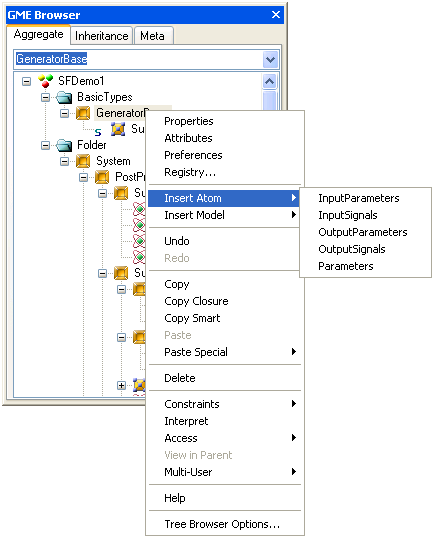 GME Browser
Aggregate Inheritance Meta
GeneratorBase
SFDemo1
BasicTypes
GeneratorBa
S Su
Folder
System
PostPr
Su
Su
Properties
Attributes
Preferences
Registry...
Insert Atom
Insert Model
Undo
Redo
Copy
Copy Closure
Copy Smart
Paste
Paste Special
Delete
Constraints
Interpret
Access
View in Parent
Multi-User
Help
Tree Browser Options...
InputParameters
InputSignals
OutputParameters
OutputSignals
Parameters